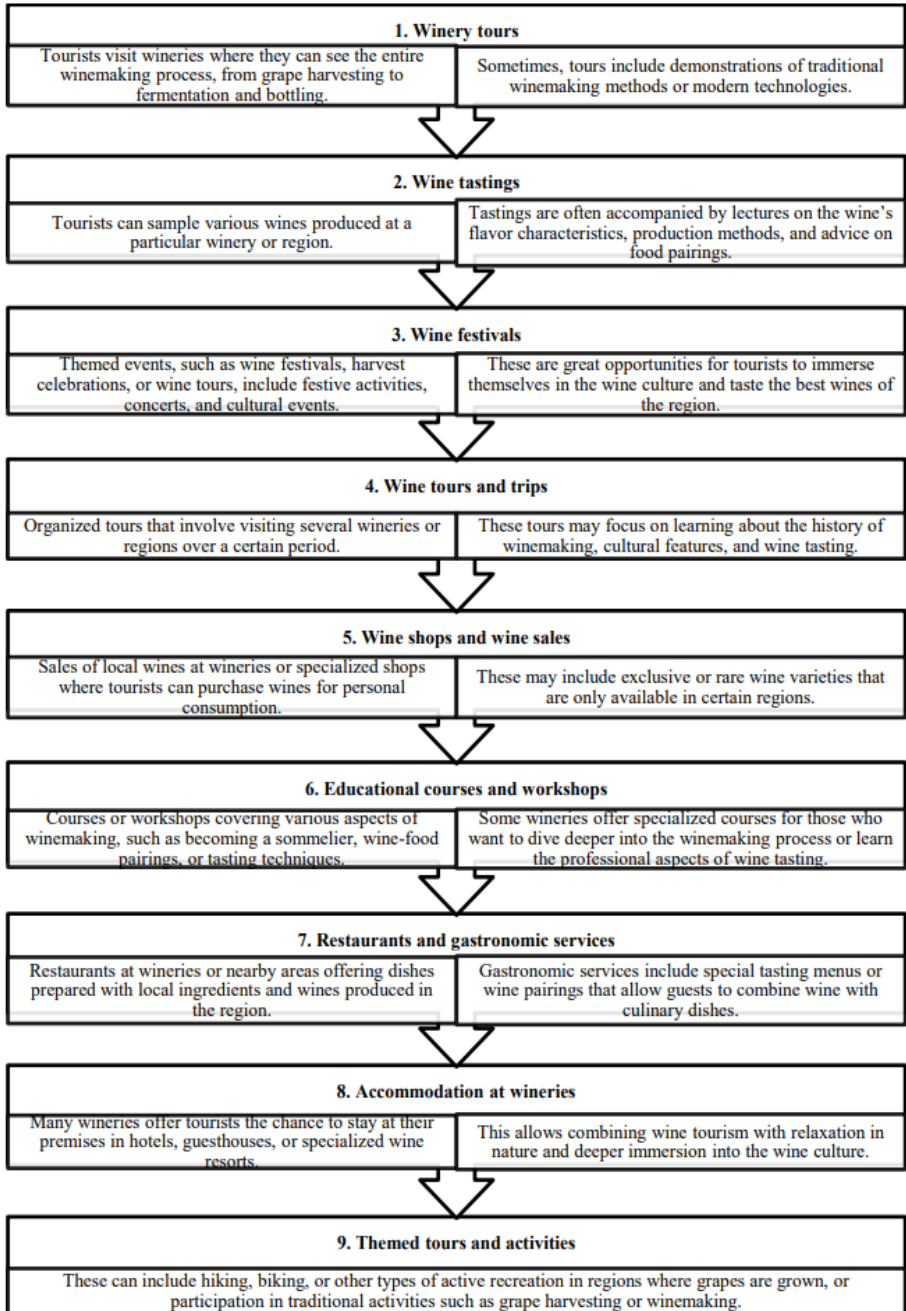 1. Winery tours
Tourists visit wineries where they can see the entire
winemaking process, from grape harvesting to
fermentation and bottling.
Sometimes, tours include demonstrations of traditional
winemaking methods or modern technologies.
2. Wine tastings
Tourists can sample various wines produced at a
particular winery or region.
Tastings are often accompanied by lectures on the wine’s
flavor characteristics, production methods, and advice on
food pairings.
3. Wine festivals
Themed events, such as wine festivals, harvest
celebrations, or wine tours, include festive activities,
concerts, and cultural events.
These are great opportunities for tourists to immerse
themselves in the wine culture and taste the best wines of
the region.
4. Wine tours and trips
Organized tours that involve visiting several wineries or
regions over a certain period.
These tours may focus on learning about the history of
winemaking, cultural features, and wine tasting.
5. Wine shops and wine sales
Sales of local wines at wineries or specialized shops
where tourists can purchase wines for personal
consumption.
These may include exclusive or rare wine varieties that
are only available in certain regions.
6. Educational courses and workshops
Courses or workshops covering various aspects of
winemaking, such as becoming a sommelier, wine-food
pairings, or tasting techniques.
Some wineries offer specialized courses for those who
want to dive deeper into the winemaking process or learn
the professional aspects of wine tasting.
7. Restaurants and gastronomic services
Restaurants at wineries or nearby areas offering dishes
prepared with local ingredients and wines produced in
the region.
Gastronomic services include special tasting menus or
wine pairings that allow guests to combine wine with
culinary dishes.
8. Accommodation at wineries
Many wineries offer tourists the chance to stay at their
premises in hotels, guesthouses, or specialized wine
resorts.
This allows combining wine tourism with relaxation in
nature and deeper immersion into the wine culture.
9. Themed tours and activities
These can include hiking, biking, or other types of active recreation in regions where grapes are grown, or
participation in traditional activities such as grape harvesting or winemaking.